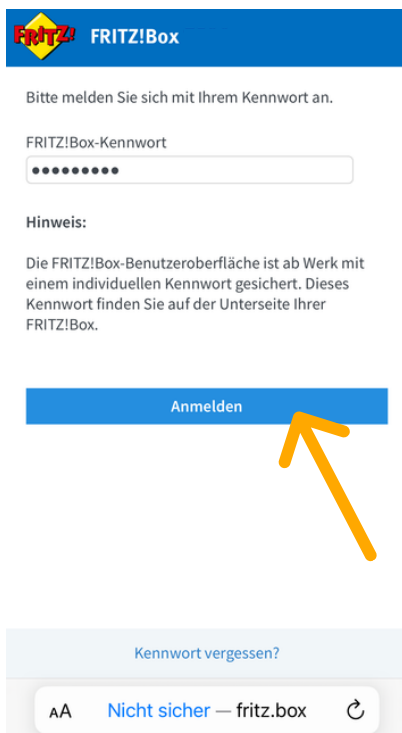 FRITZ!
FRITZ!Box
Bitte melden Sie sich mit Ihrem Kennwort an.
FRITZ!Box-Kennwort
•••••••••
Hinweis:
Die FRITZ!Box-Benutzeroberfläche ist ab Werk mit
einem individuellen Kennwort gesichert. Dieses
Kennwort finden Sie auf der Unterseite Ihrer
FRITZ!Box.
Anmelden
Kennwort vergessen?
AA Nicht sicher — fritz.box